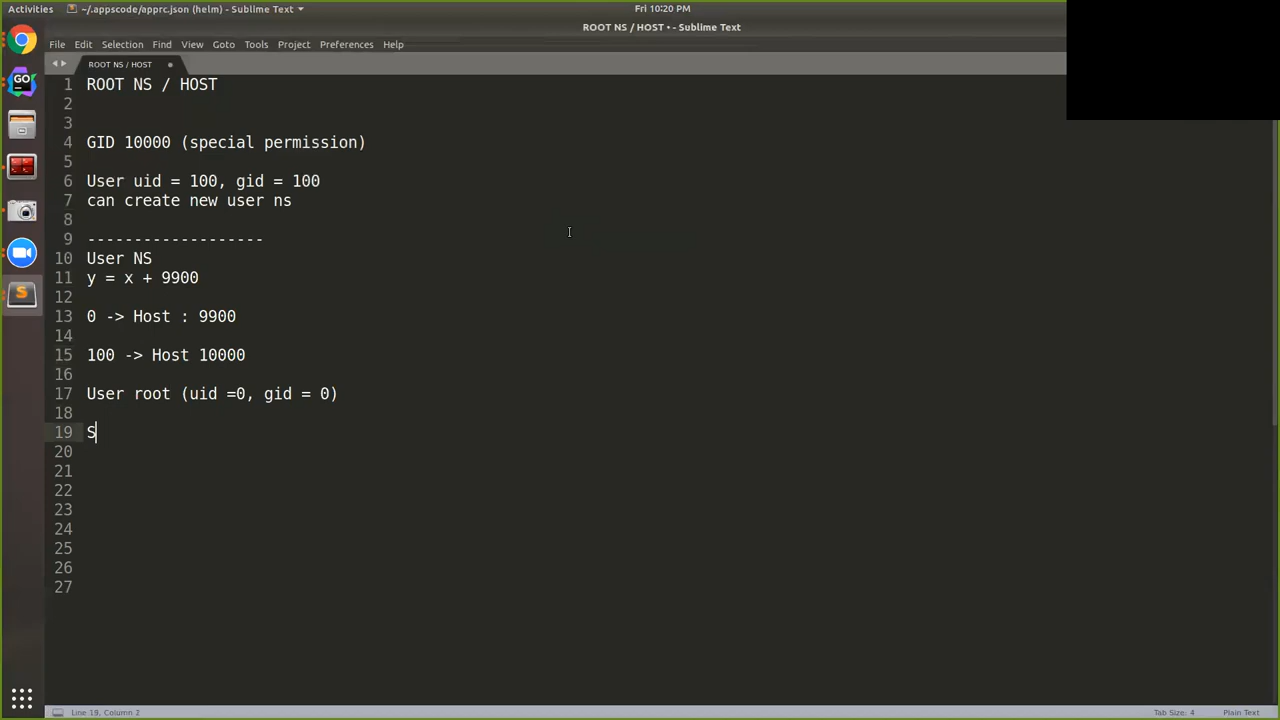 Activities
~/.appscode/apprc.json (helm) - Sublime Text
Fri 10:20 PM
ROOT NS / HOST • - Sublime Text
File Edit Selection Find View Goto Tools Project Preferences Help
ROOT NS / HOST
1 ROOT NS / HOST
2
3
4 GID 10000 (special permission)
5
6 User uid = 100, gid = 100
7 can create new user ns
8
9 -------------------
10 User NS
11 y = x + 9900
12
13 0 -> Host : 9900
14
15 100 -> Host 10000
16
17 User root (uid =0, gid = 0)
18
19 S
20
21
22
23
24
25
26
27
GO
S
Line 19, Column 2
Tab Size: 4
Plain Text